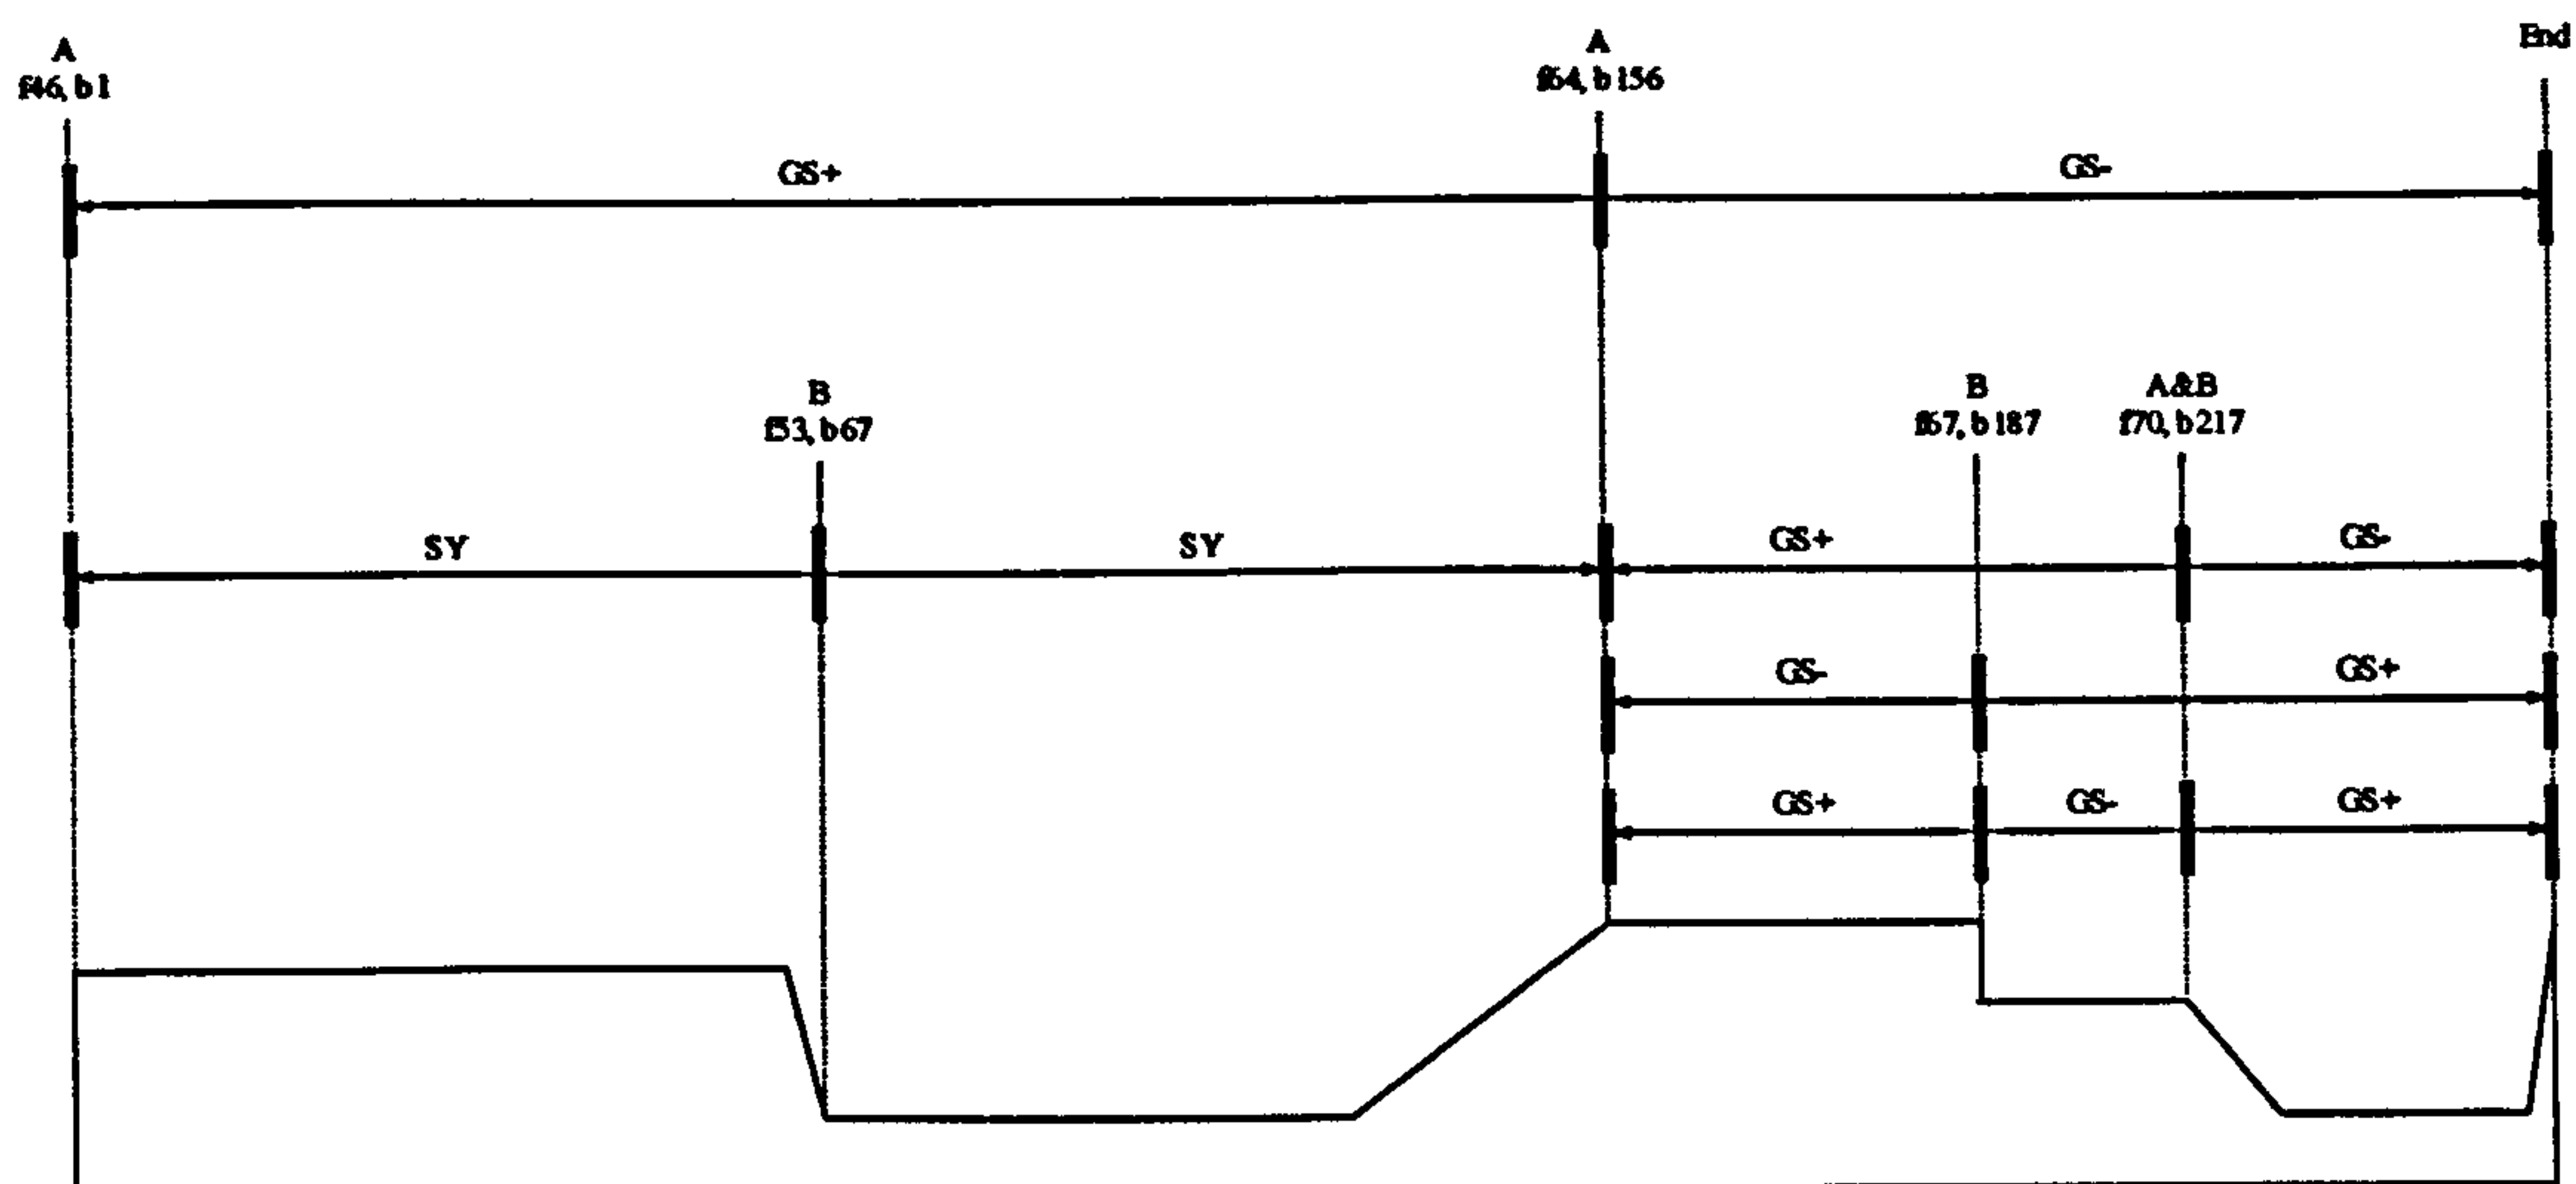 A
f46, b1
A
f64, b156
End
GS+
GS-
B
f53, b67
B
f67, b187
A&B
f70, b217
SY
SY
GS+
GS-
GS-
GS+
GS+
GS-
GS+